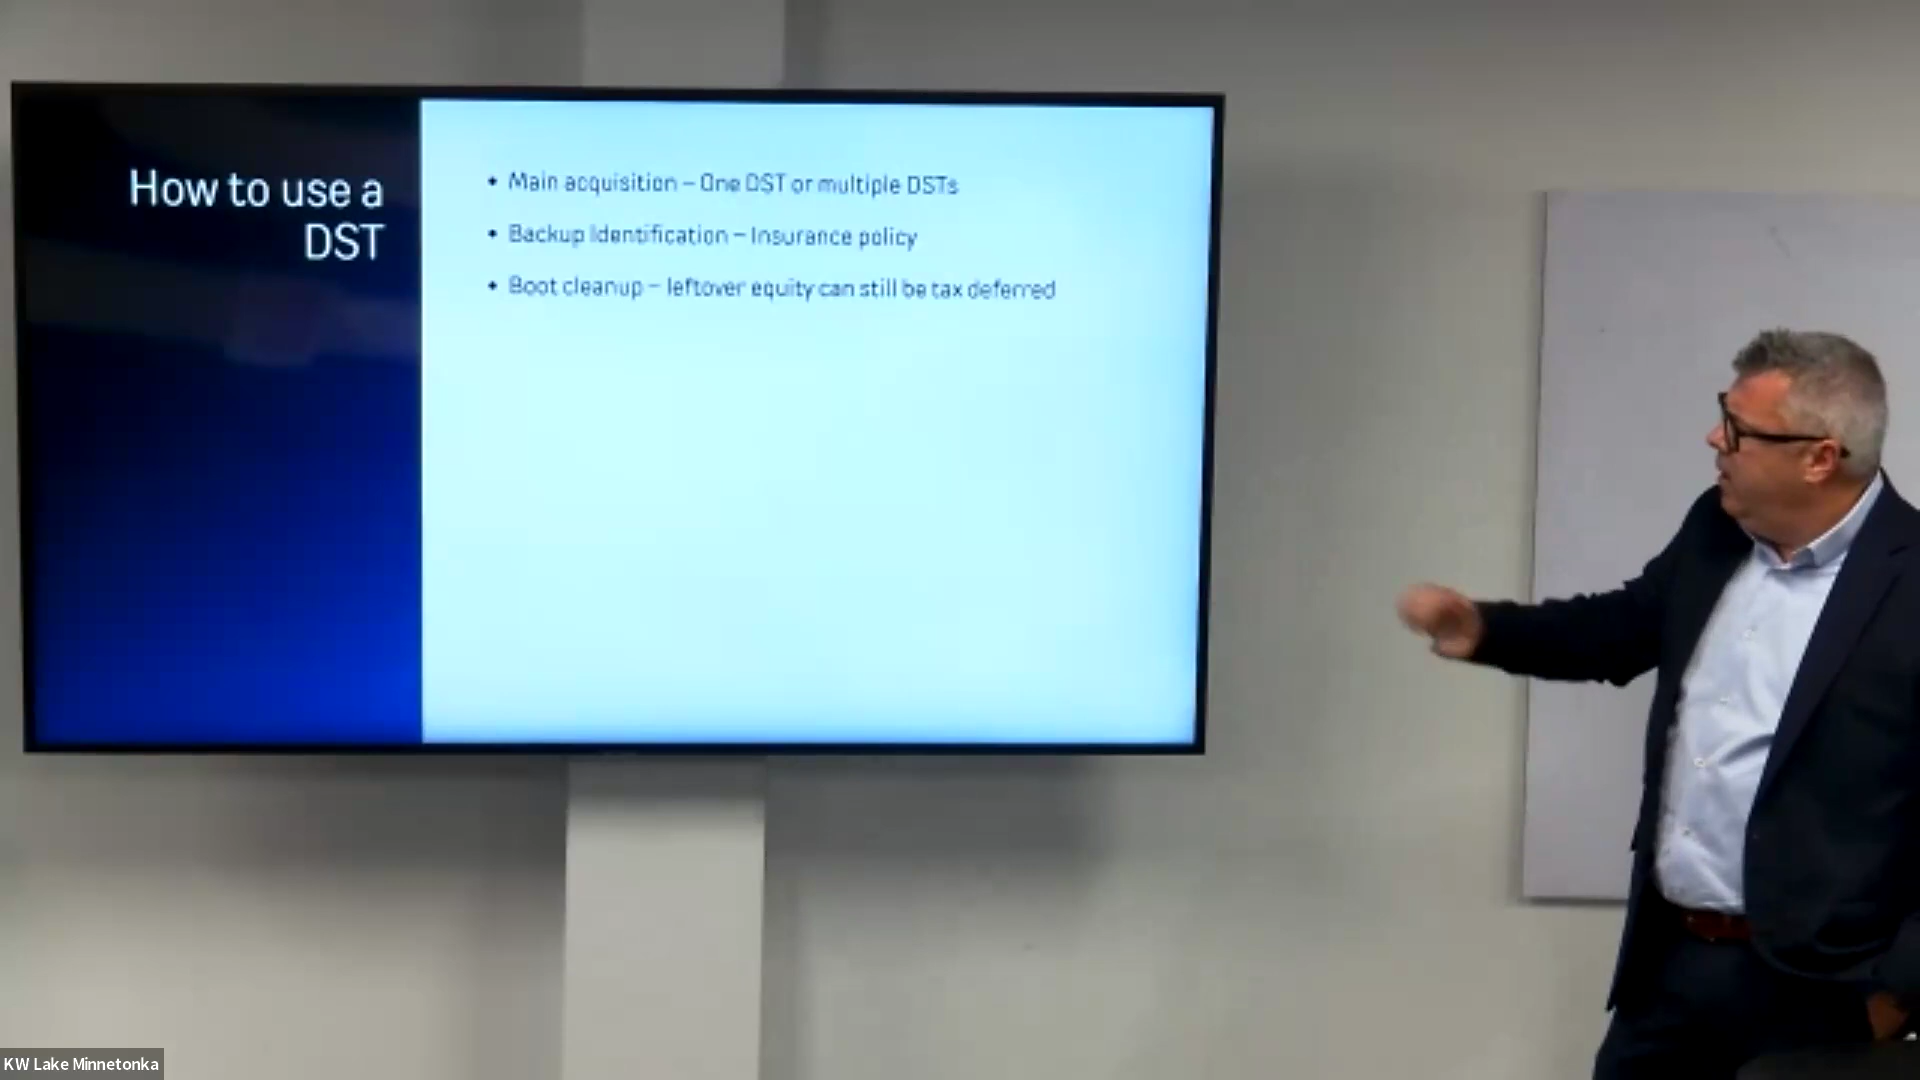 How to use a
DST
• Main acquisition – One DST or multiple DSTs
• Backup Identification – Insurance policy
• Boot cleanup – leftover equity can still be tax deferred
KW Lake Minnetonka